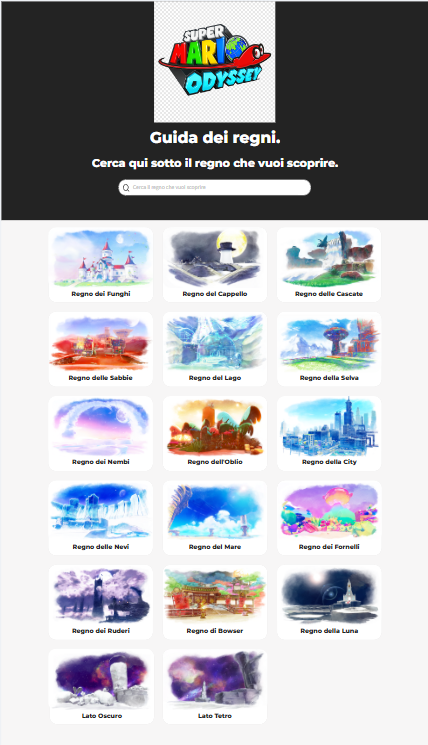 SUPER
MARIO
ODYSSEY
Guida dei regni.
Cerca qui sotto il regno che vuoi scoprire.
Cerca il regno che vuoi scoprire
Regno dei Funghi
Regno del Cappello
Regno delle Cascate
Regno delle Sabbie
Regno del Lago
Regno della Selva
Regno dei Nembi
Regno dell'Oblio
Regno della City
Regno delle Nevi
Regno del Mare
Regno dei Fornelli
Regno dei Ruderi
Regno di Bowser
Regno della Luna
Lato Oscuro
Lato Tetro